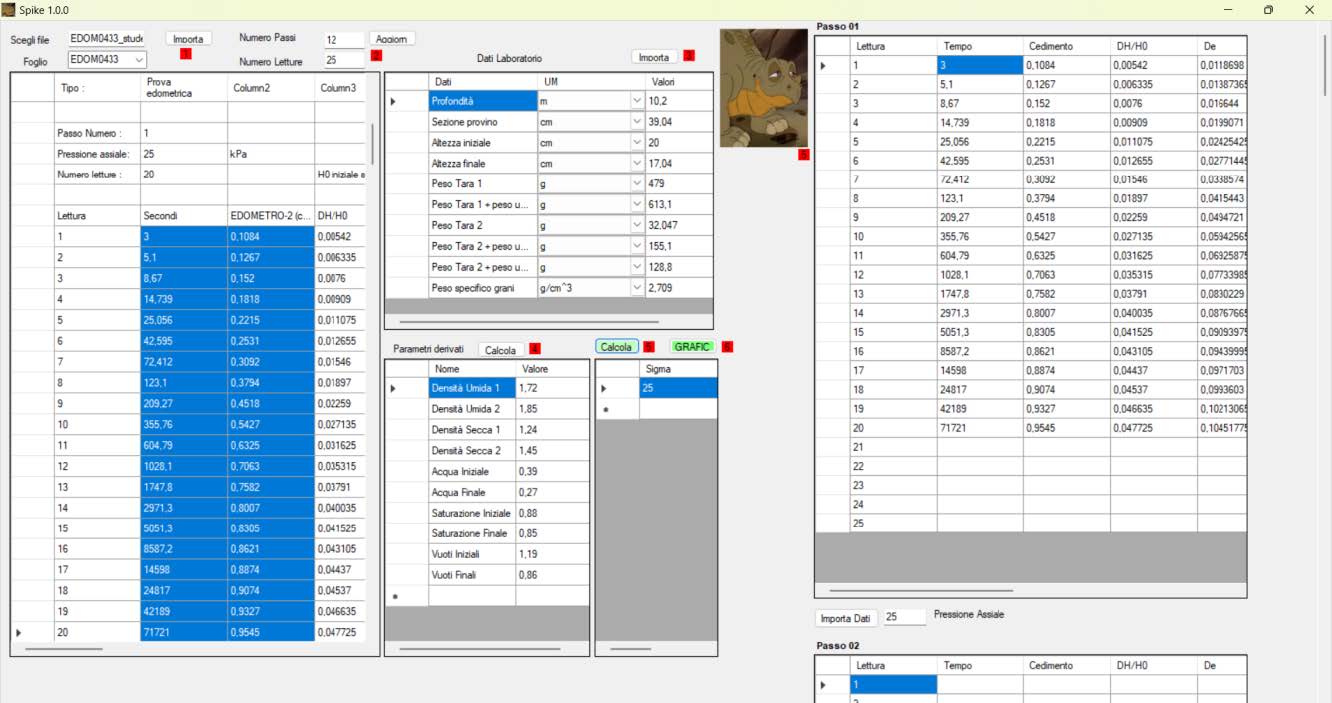 Spike 1.0.0
Scegli file EDOM0433_stude Importa
1
Foglio EDOM0433
Numero Passi 12 Aggiorn
2
Numero Letture 25
Dati Laboratorio Importa 3
Tipo : Prova edometrica Column2 Column3
Passo Numero : 1
Pressione assiale: 25 kPa
Numero letture : 20 H0 iniziale
Lettura Secondi EDOMETRO-2 (c... DH/H0
1 3 0,1084 0,00542
2 5,1 0,1267 0,006335
3 8,67 0,152 0,0076
4 14,739 0,1818 0,00909
5 25,056 0,2215 0,011075
6 42,595 0,2531 0,012655
7 72,412 0,3092 0,01546
8 123,1 0,3794 0,01897
9 209,27 0,4518 0,02259
10 355,76 0,5427 0,027135
11 604,79 0,6325 0,031625
12 1028,1 0,7063 0,035315
13 1747,8 0,7582 0,03791
14 2971,3 0,8007 0,040035
15 5051,3 0,8305 0,041525
16 8587,2 0,8621 0,043105
17 14598 0,8874 0,04437
18 24817 0,9074 0,04537
19 42189 0,9327 0,046635
20 71721 0,9545 0,047725
Dati UM Valori
Profondità m 10,2
Sezione provino cm 39,04
Altezza iniziale cm 20
Altezza finale cm 17,04
Peso Tara 1 g 479
Peso Tara 1 + peso u... g 613,1
Peso Tara 2 g 32,047
Peso Tara 2 + peso u... g 155,1
Peso Tara 2 + peso u... g 128,8
Peso specifico grani g/cm^3 2,709
Parametri derivati Calcola 4
Nome Valore
Densità Umida 1 1,72
Densità Umida 2 1,85
Densità Secca 1 1,24
Densità Secca 2 1,45
Acqua Iniziale 0,39
Acqua Finale 0,27
Saturazione Iniziale 0,88
Saturazione Finale 0,85
Vuoti Iniziali 1,19
Vuoti Finali 0,86
Calcola 5 GRAFIC 6
Sigma
25
Passo 01
Lettura Tempo Cedimento DH/H0 De
1 3 0,1084 0,00542 0,0118698
2 5,1 0,1267 0,006335 0,01387365
3 8,67 0,152 0,0076 0,016644
4 14,739 0,1818 0,00909 0,0199071
5 25,056 0,2215 0,011075 0,02425425
6 42,595 0,2531 0,012655 0,02771445
7 72,412 0,3092 0,01546 0,0338574
8 123,1 0,3794 0,01897 0,0415443
9 209,27 0,4518 0,02259 0,0494721
10 355,76 0,5427 0,027135 0,05942565
11 604,79 0,6325 0,031625 0,06925875
12 1028,1 0,7063 0,035315 0,07733985
13 1747,8 0,7582 0,03791 0,0830229
14 2971,3 0,8007 0,040035 0,08767665
15 5051,3 0,8305 0,041525 0,09093975
16 8587,2 0,8621 0,043105 0,09439995
17 14598 0,8874 0,04437 0,0971703
18 24817 0,9074 0,04537 0,0993603
19 42189 0,9327 0,046635 0,10213065
20 71721 0,9545 0,047725 0,10451775
21
22
23
24
25
Importa Dati 25 Pressione Assiale
Passo 02
Lettura Tempo Cedimento DH/H0 De
1